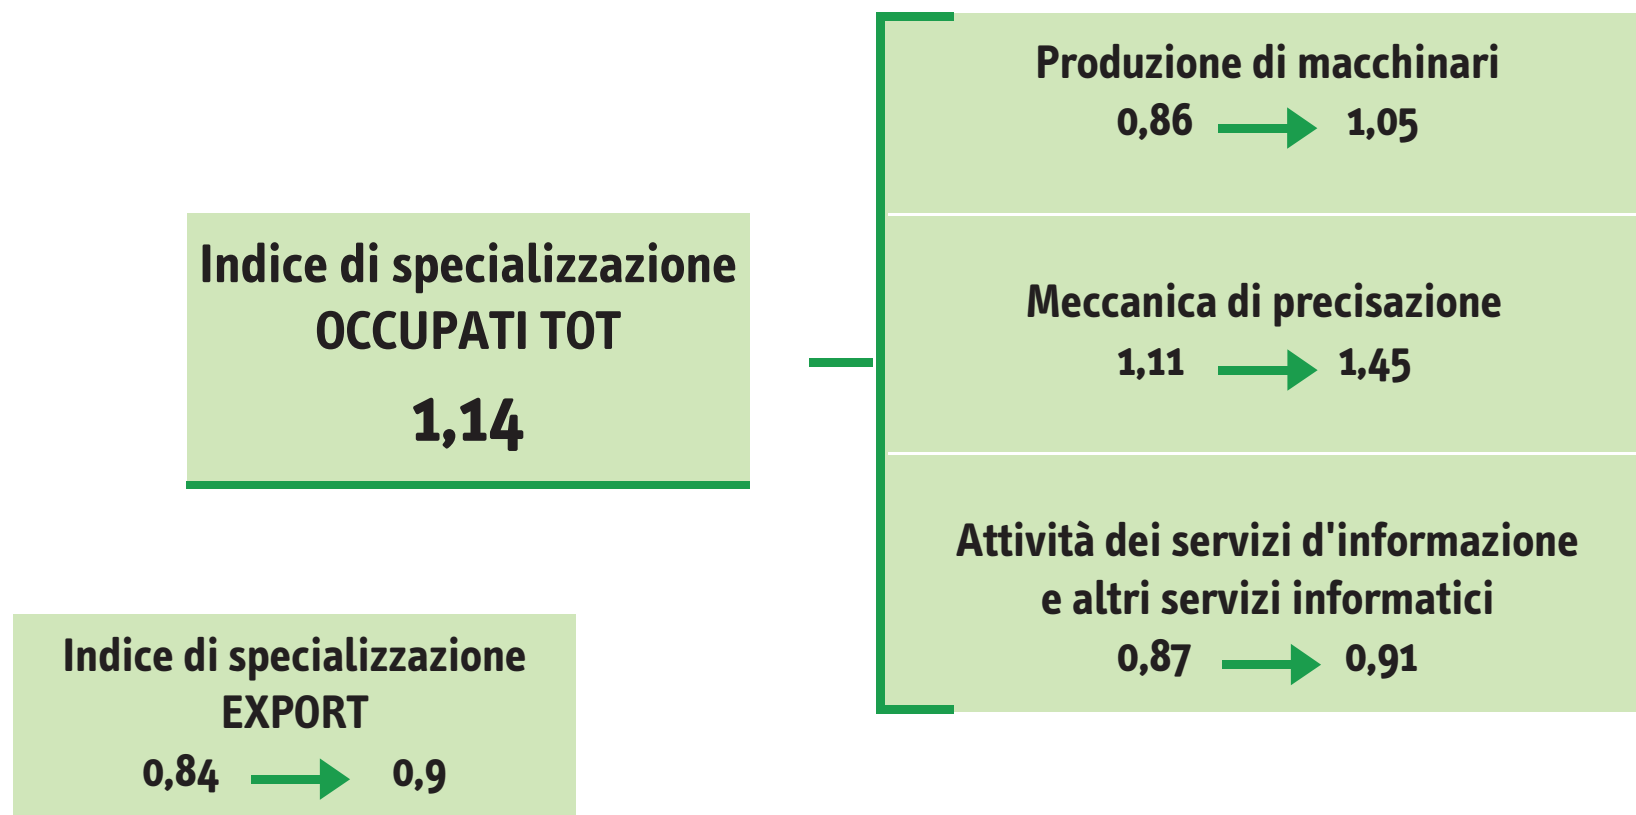 Indice di specializzazione
OCCUPATI TOT
1,14
Produzione di macchinari
0,86 1,05
Meccanica di precisazione
1,11 1,45
Attività dei servizi d'informazione
e altri servizi informatici
0,87 0,91
Indice di specializzazione
EXPORT
0,84 0,9